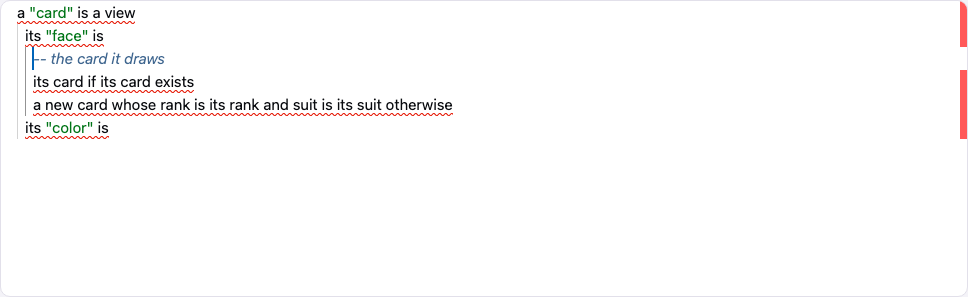 a "card" is a view
its "face" is
-- the card it draws
its card if its card exists
a new card whose rank is its rank and suit is its suit otherwise
its "color" is